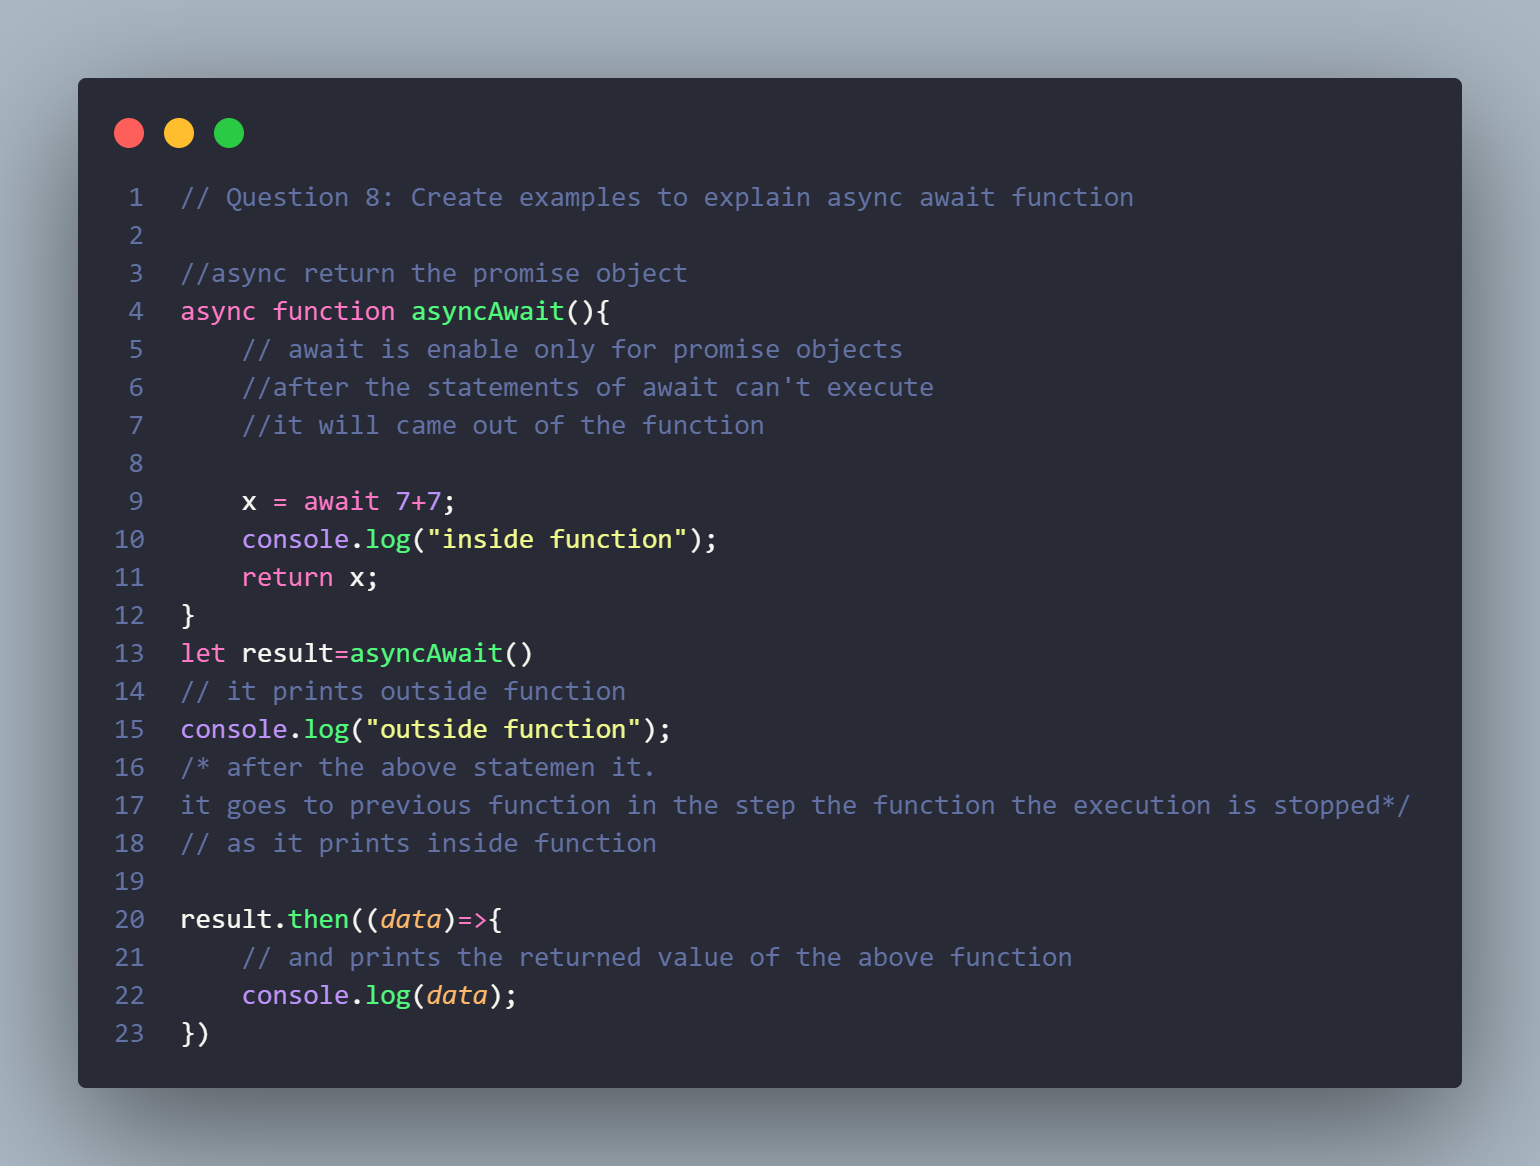 1 // Question 8: Create examples to explain async await function
2
3 //async return the promise object
4 async function asyncAwait(){
5     // await is enable only for promise objects
6     //after the statements of await can't execute
7     //it will came out of the function
8
9     x = await 7+7;
10     console.log("inside function");
11     return x;
12 }
13 let result=asyncAwait()
14 // it prints outside function
15 console.log("outside function");
16 /* after the above statemen it.
17 it goes to previous function in the step the function the execution is stopped*/
18 // as it prints inside function
19
20 result.then((data)=>{
21     // and prints the returned value of the above function
22     console.log(data);
23 })